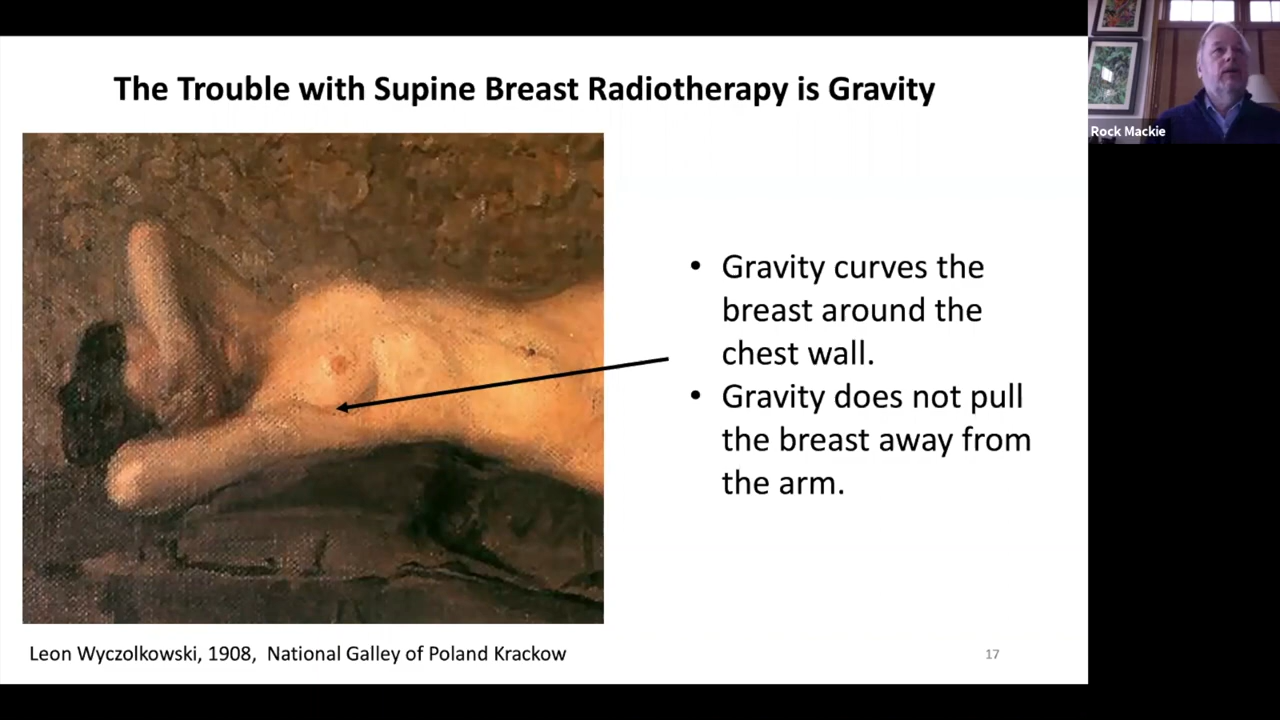 The Trouble with Supine Breast Radiotherapy is Gravity
Rock Mackie
• Gravity curves the
breast around the
chest wall.
• Gravity does not pull
the breast away from
the arm.
Leon Wyczolkowski, 1908, National Galley of Poland Krackow
17